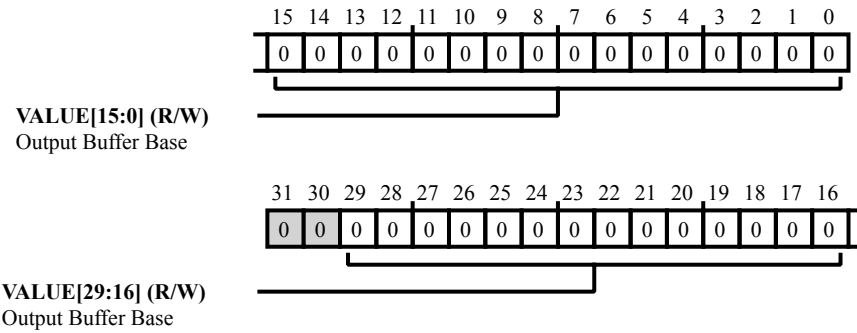 15 14 13 12 11 10 9 8 7 6 5 4 3 2 1 0
0 0 0 0 0 0 0 0 0 0 0 0 0 0 0 0
VALUE[15:0] (R/W)
Output Buffer Base
31 30 29 28 27 26 25 24 23 22 21 20 19 18 17 16
0 0 0 0 0 0 0 0 0 0 0 0 0 0 0 0
VALUE[29:16] (R/W)
Output Buffer Base